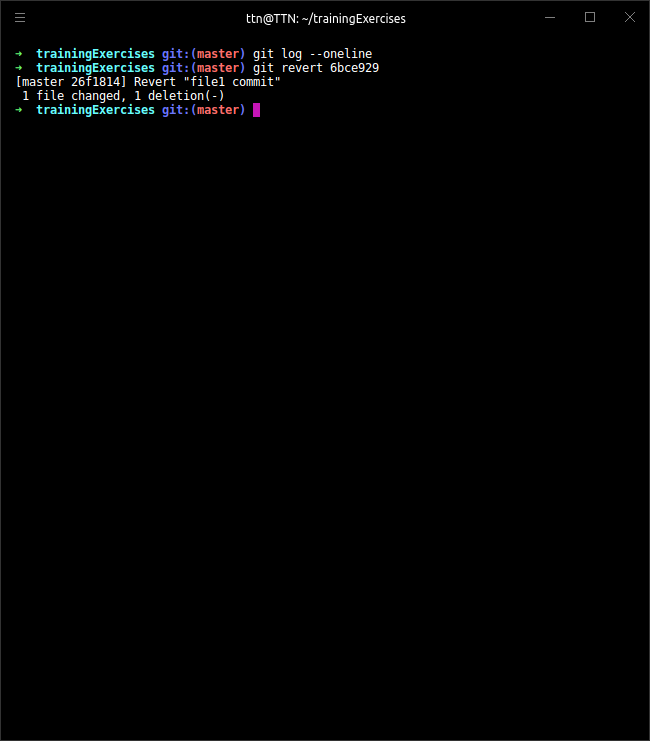 ttn@TTN: ~/trainingExercises
➜  trainingExercises git:(master) git log --oneline
➜  trainingExercises git:(master) git revert 6bce929
[master 26f1814] Revert "file1 commit"
 1 file changed, 1 deletion(-)
➜  trainingExercises git:(master)